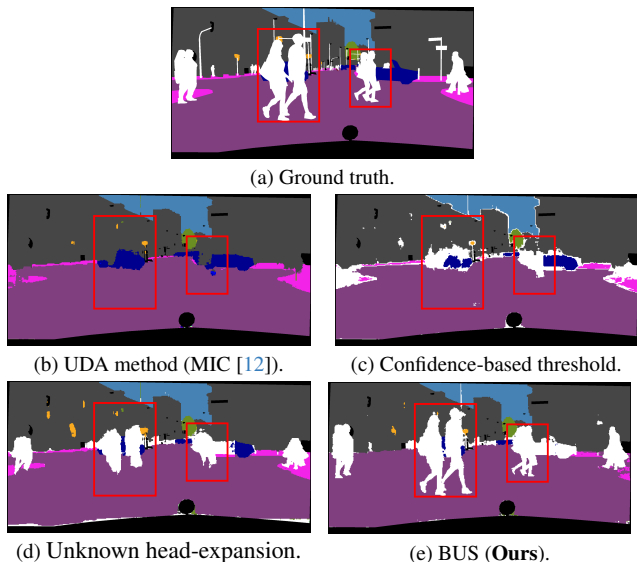 (a) Ground truth.
(b) UDA method (MIC [12]).
(c) Confidence-based threshold.
(d) Unknown head-expansion.
(e) BUS (Ours).